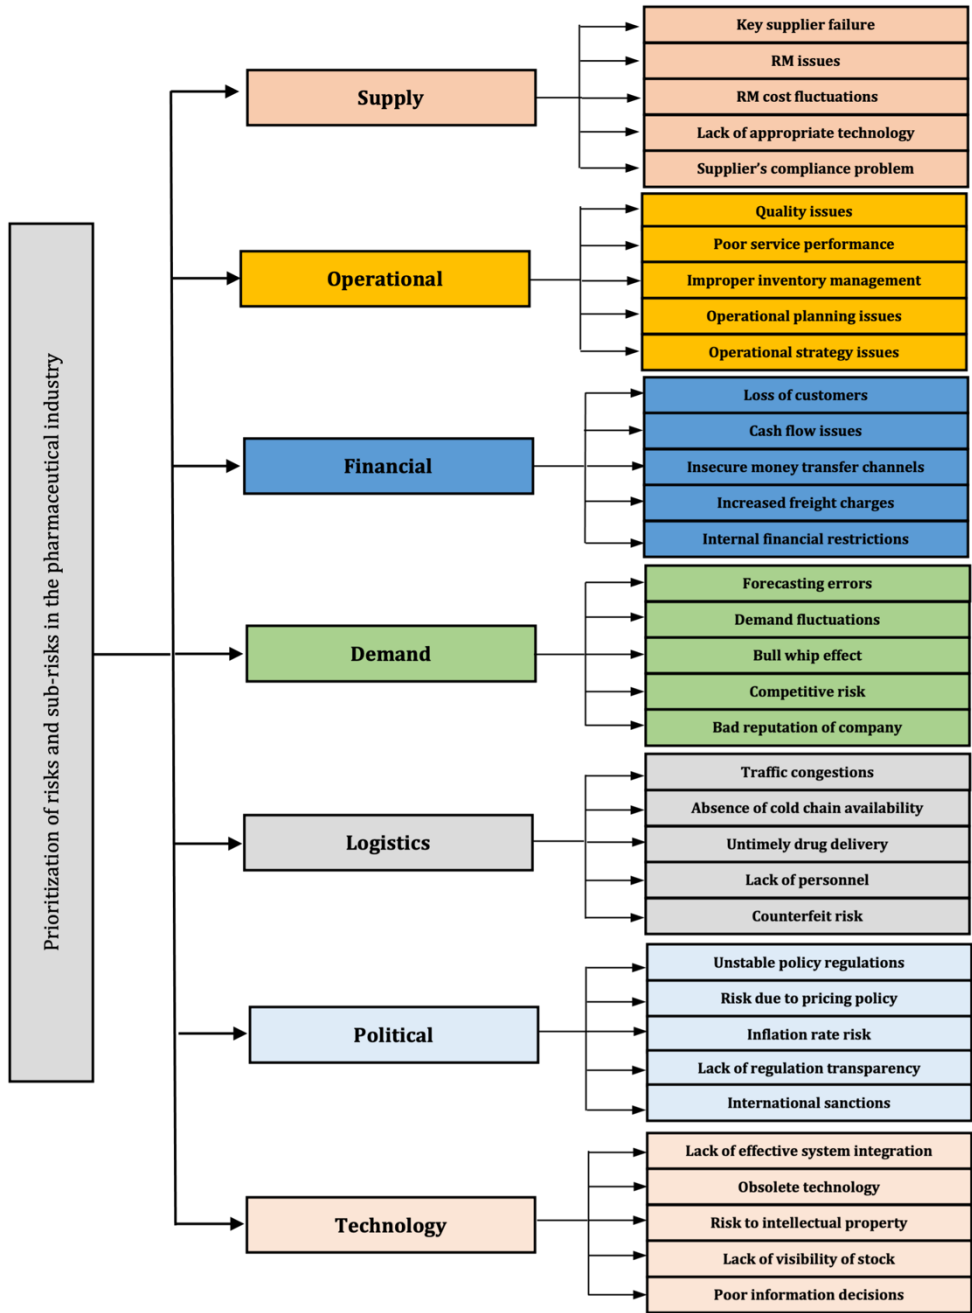 Prioritization of risks and sub-risks in the pharmaceutical industry
Supply
Key supplier failure
RM issues
RM cost fluctuations
Lack of appropriate technology
Supplier’s compliance problem
Operational
Quality issues
Poor service performance
Improper inventory management
Operational planning issues
Operational strategy issues
Financial
Loss of customers
Cash flow issues
Insecure money transfer channels
Increased freight charges
Internal financial restrictions
Demand
Forecasting errors
Demand fluctuations
Bull whip effect
Competitive risk
Bad reputation of company
Logistics
Traffic congestions
Absence of cold chain availability
Untimely drug delivery
Lack of personnel
Counterfeit risk
Political
Unstable policy regulations
Risk due to pricing policy
Inflation rate risk
Lack of regulation transparency
International sanctions
Technology
Lack of effective system integration
Obsolete technology
Risk to intellectual property
Lack of visibility of stock
Poor information decisions